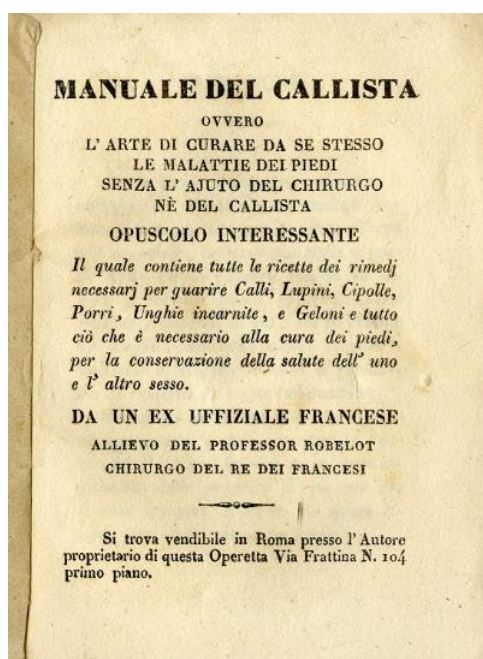 MANUALE DEL CALLISTA
OVVERO
L' ARTE DI CURARE DA SE STESSO
LE MALATTIE DEI PIEDI
SENZA L' AJUTO DEL CHIRURGO
NÈ DEL CALLISTA
OPUSCOLO INTERESSANTE
Il quale contiene tutte le ricette dei rimedj
necessarj per guarire Calli, Lupini, Cipolle,
Porri, Unghie incarnite, e Geloni e tutto
ciò che è necessario alla cura dei piedi,
per la conservazione della salute dell' uno
e l' altro sesso.
DA UN EX UFFIZIALE FRANCESE
ALLIEVO DEL PROFESSOR ROBELOT
CHIRURGO DEL RE DEI FRANCESI
Si trova vendibile in Roma presso l' Autore
proprietario di questa Operetta Via Frattina N. 104
primo piano.